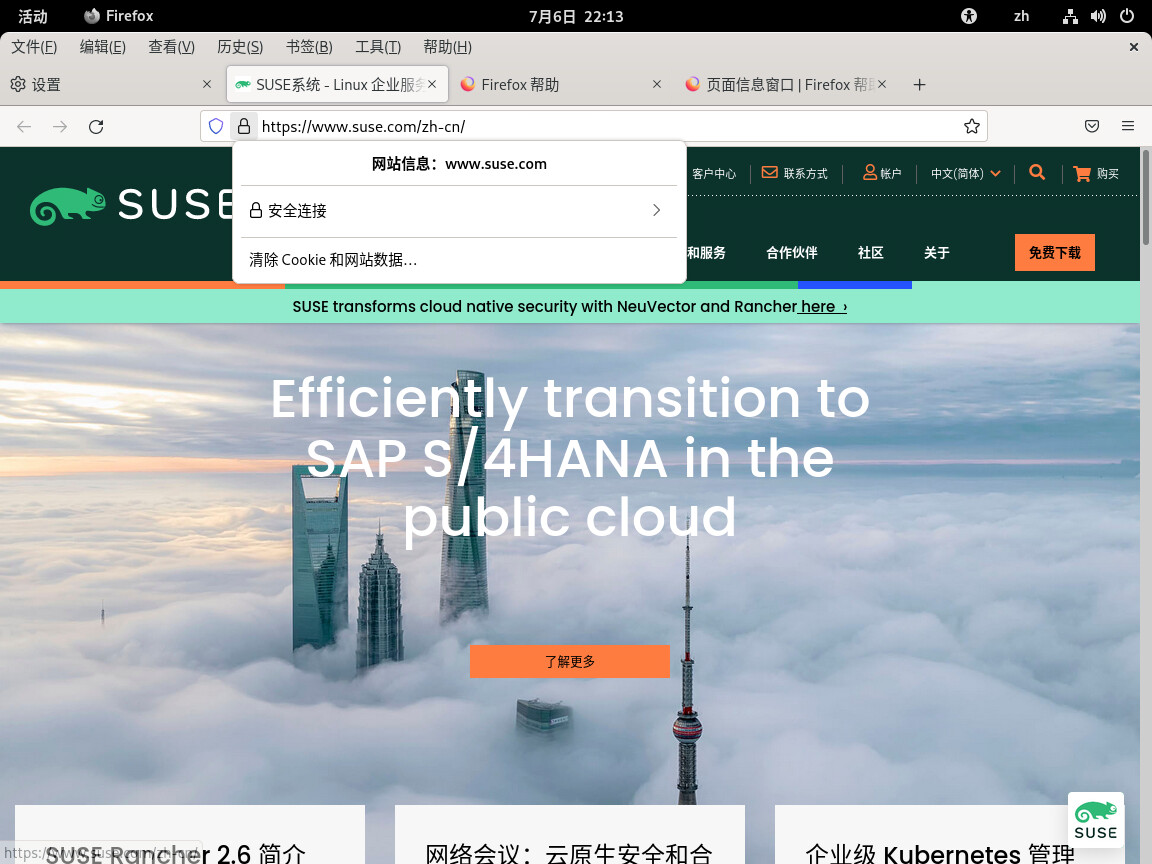 活动 Firefox 7月6日 22:13 zh
文件(F) 编辑(E) 查看(V) 历史(S) 书签(B) 工具(T) 帮助(H)
设置 SUSE系统 - Linux 企业服务 Firefox 帮助 页面信息窗口 | Firefox 帮助
https://www.suse.com/zh-cn/
网站信息：www.suse.com
安全连接
清除 Cookie 和网站数据…
客户中心 联系方式 帐户 中文(简体) 购买
SUSE
和服务 合作伙伴 社区 关于 免费下载
SUSE transforms cloud native security with NeuVector and Rancher here ›
Efficiently transition to
SAP S/4HANA in the
public cloud
了解更多
SUSE
SUSE Rancher 2.6 简介 网络会议：云原生安全和合 企业级 Kubernetes 管理
https://www.suse.com/zh-cn/